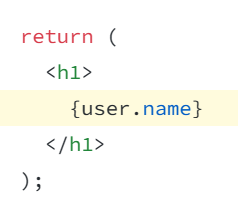 return (
  <h1>
    {user.name}
  </h1>
);